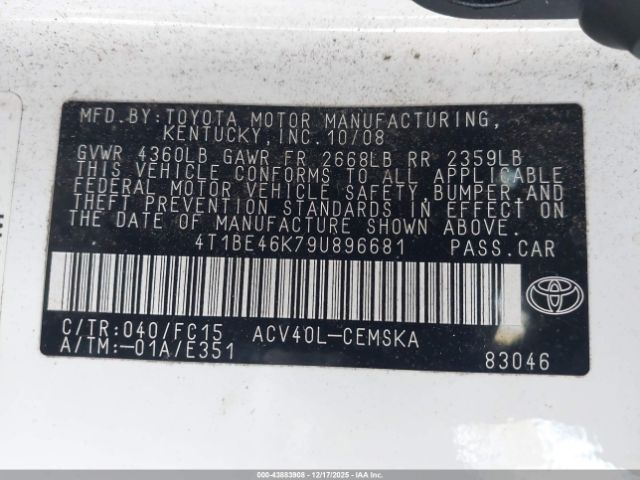 MFD.BY:TOYOTA MOTOR MANUFACTURING,
KENTUCKY,INC.10/08
GVWR 4360LB GAWR FR 2668LB RR 2359LB
THIS VEHICLE CONFORMS TO ALL APPLICABLE
FEDERAL MOTOR VEHICLE SAFETY,BUMPER,AND
THEFT PREVENTION STANDARDS IN EFFECT ON
THE DATE OF MANUFACTURE SHOWN ABOVE.
4T1BE46K79U896681 PASS.CAR
C/TR:040/FC15 ACV40L-CEMSKA
A/TM:-01A/E351 83046
000-43883908 - 12/17/2025 - IAAI.COM